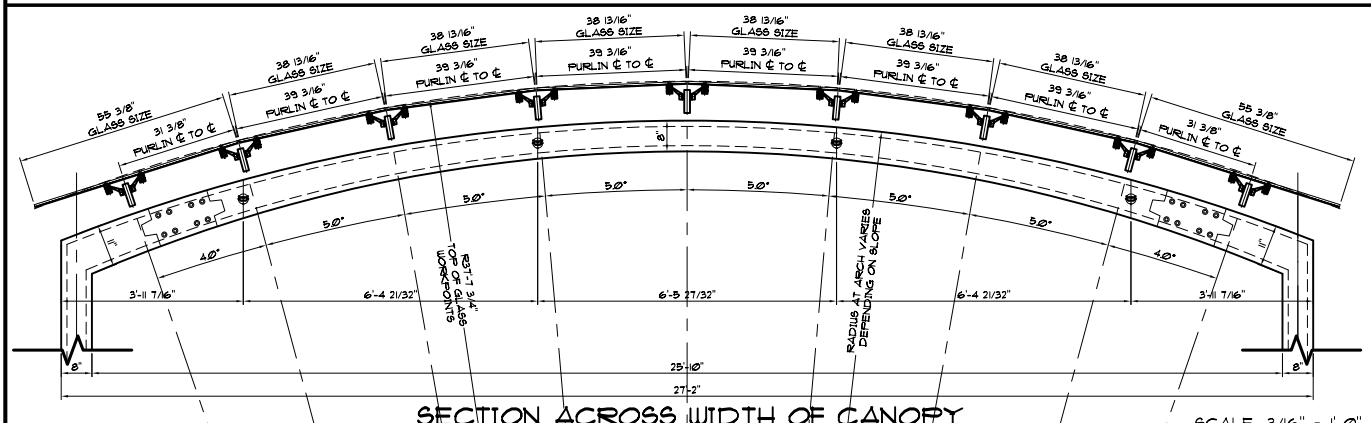 38 13/16"
GLASS SIZE
38 13/16"
GLASS SIZE
38 13/16"
GLASS SIZE
38 13/16"
GLASS SIZE
38 13/16"
GLASS SIZE
38 13/16"
GLASS SIZE
55 3/8"
GLASS SIZE
55 3/8"
GLASS SIZE
31 3/8"
PURLIN ℄ TO ℄
39 3/16"
PURLIN ℄ TO ℄
39 3/16"
PURLIN ℄ TO ℄
39 3/16"
PURLIN ℄ TO ℄
39 3/16"
PURLIN ℄ TO ℄
39 3/16"
PURLIN ℄ TO ℄
39 3/16"
PURLIN ℄ TO ℄
31 3/8"
PURLIN ℄ TO ℄
8"
4.0°
5.0°
5.0°
5.0°
5.0°
5.0°
5.0°
4.0°
R37'-7 3/4"
TOP OF GLASS
WORKPOINTS
RADIUS AT ARCH VARIES
DEPENDING ON SLOPE
3'-11 7/16"
6'-4 21/32"
6'-5 27/32"
6'-4 21/32"
3'-11 7/16"
8"
25'-10"
8"
27'-2"
SECTION ACROSS WIDTH OF CANOPY